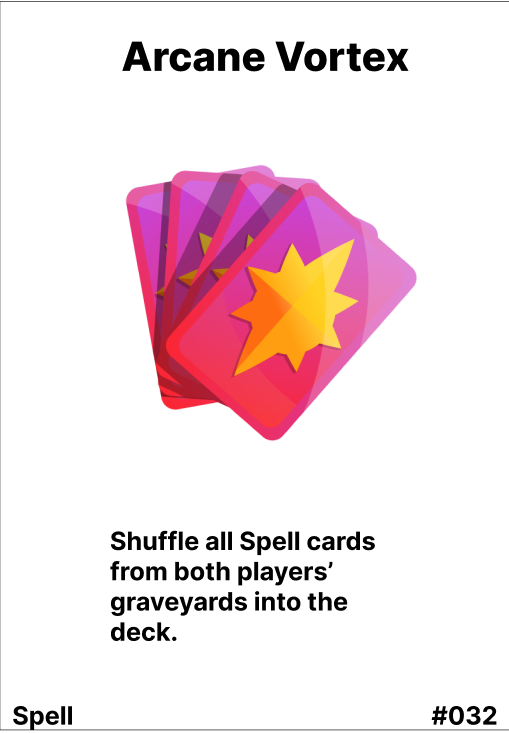 Arcane Vortex
Shuffle all Spell cards
from both players’
graveyards into the
deck.
Spell #032